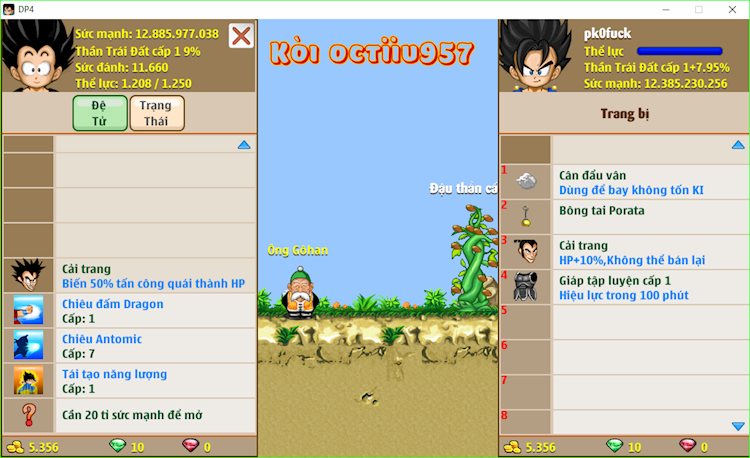 DP4
Sức mạnh: 12.885.977.038
Thần Trái Đất cấp 1 9%
Sức đánh: 11.660
Thể lực: 1.208 / 1.250
Đệ
Tử
Trạng
Thái
Cải trang
Biến 50% tấn công quái thành HP
Chiêu đấm Dragon
Cấp: 1
Chiêu Antomic
Cấp: 7
Tái tạo năng lượng
Cấp: 1
Cần 20 tỉ sức mạnh để mở
5.356
10
0
Kòi octiiu957
Đậu thần cấ
Ông Gôhan
pk0fuck
Thể lực
Thần Trái Đất cấp 1+7.95%
Sức mạnh: 12.385.230.256
Trang bị
1
Cân đẩu vân
Dùng để bay không tốn KI
2
Bông tai Porata
3
Cải trang
HP+10%,Không thể bán lại
4
Giáp tập luyện cấp 1
Hiệu lực trong 100 phút
5
6
7
8
5.356
10
0